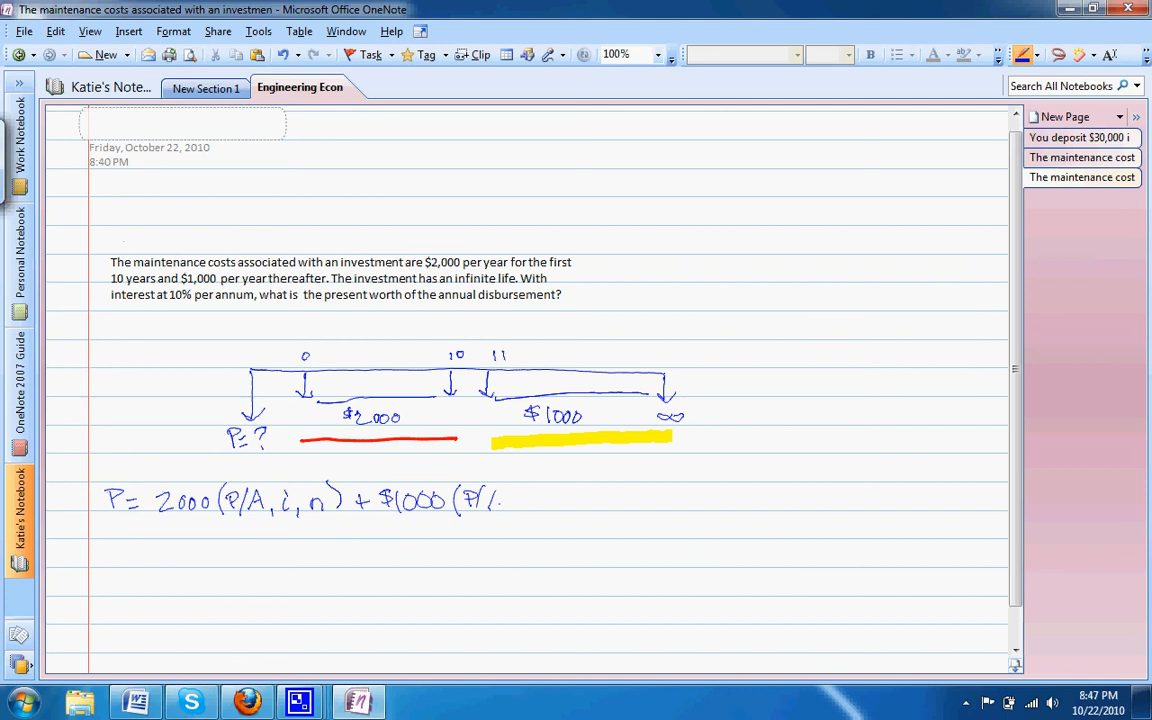 The maintenance costs associated with an investmen - Microsoft Office OneNote
File Edit View Insert Format Share Tools Table Window Help
New Task Tag Clip 100% B A ab A
Katie's Note... New Section 1 Engineering Econ Search All Notebooks
New Page
You deposit $30,000 i
The maintenance cost
The maintenance cost
Work Notebook
Personal Notebook
OneNote 2007 Guide
Katie's Notebook
Friday, October 22, 2010
8:40 PM
The maintenance costs associated with an investment are $2,000 per year for the first
10 years and $1,000 per year thereafter. The investment has an infinite life. With
interest at 10% per annum, what is the present worth of the annual disbursement?
0 10 11
$2000 $1000 ∞
P=?
P= 2000(P/A, i, n) + $1000 (P/
8:47 PM
10/22/2010